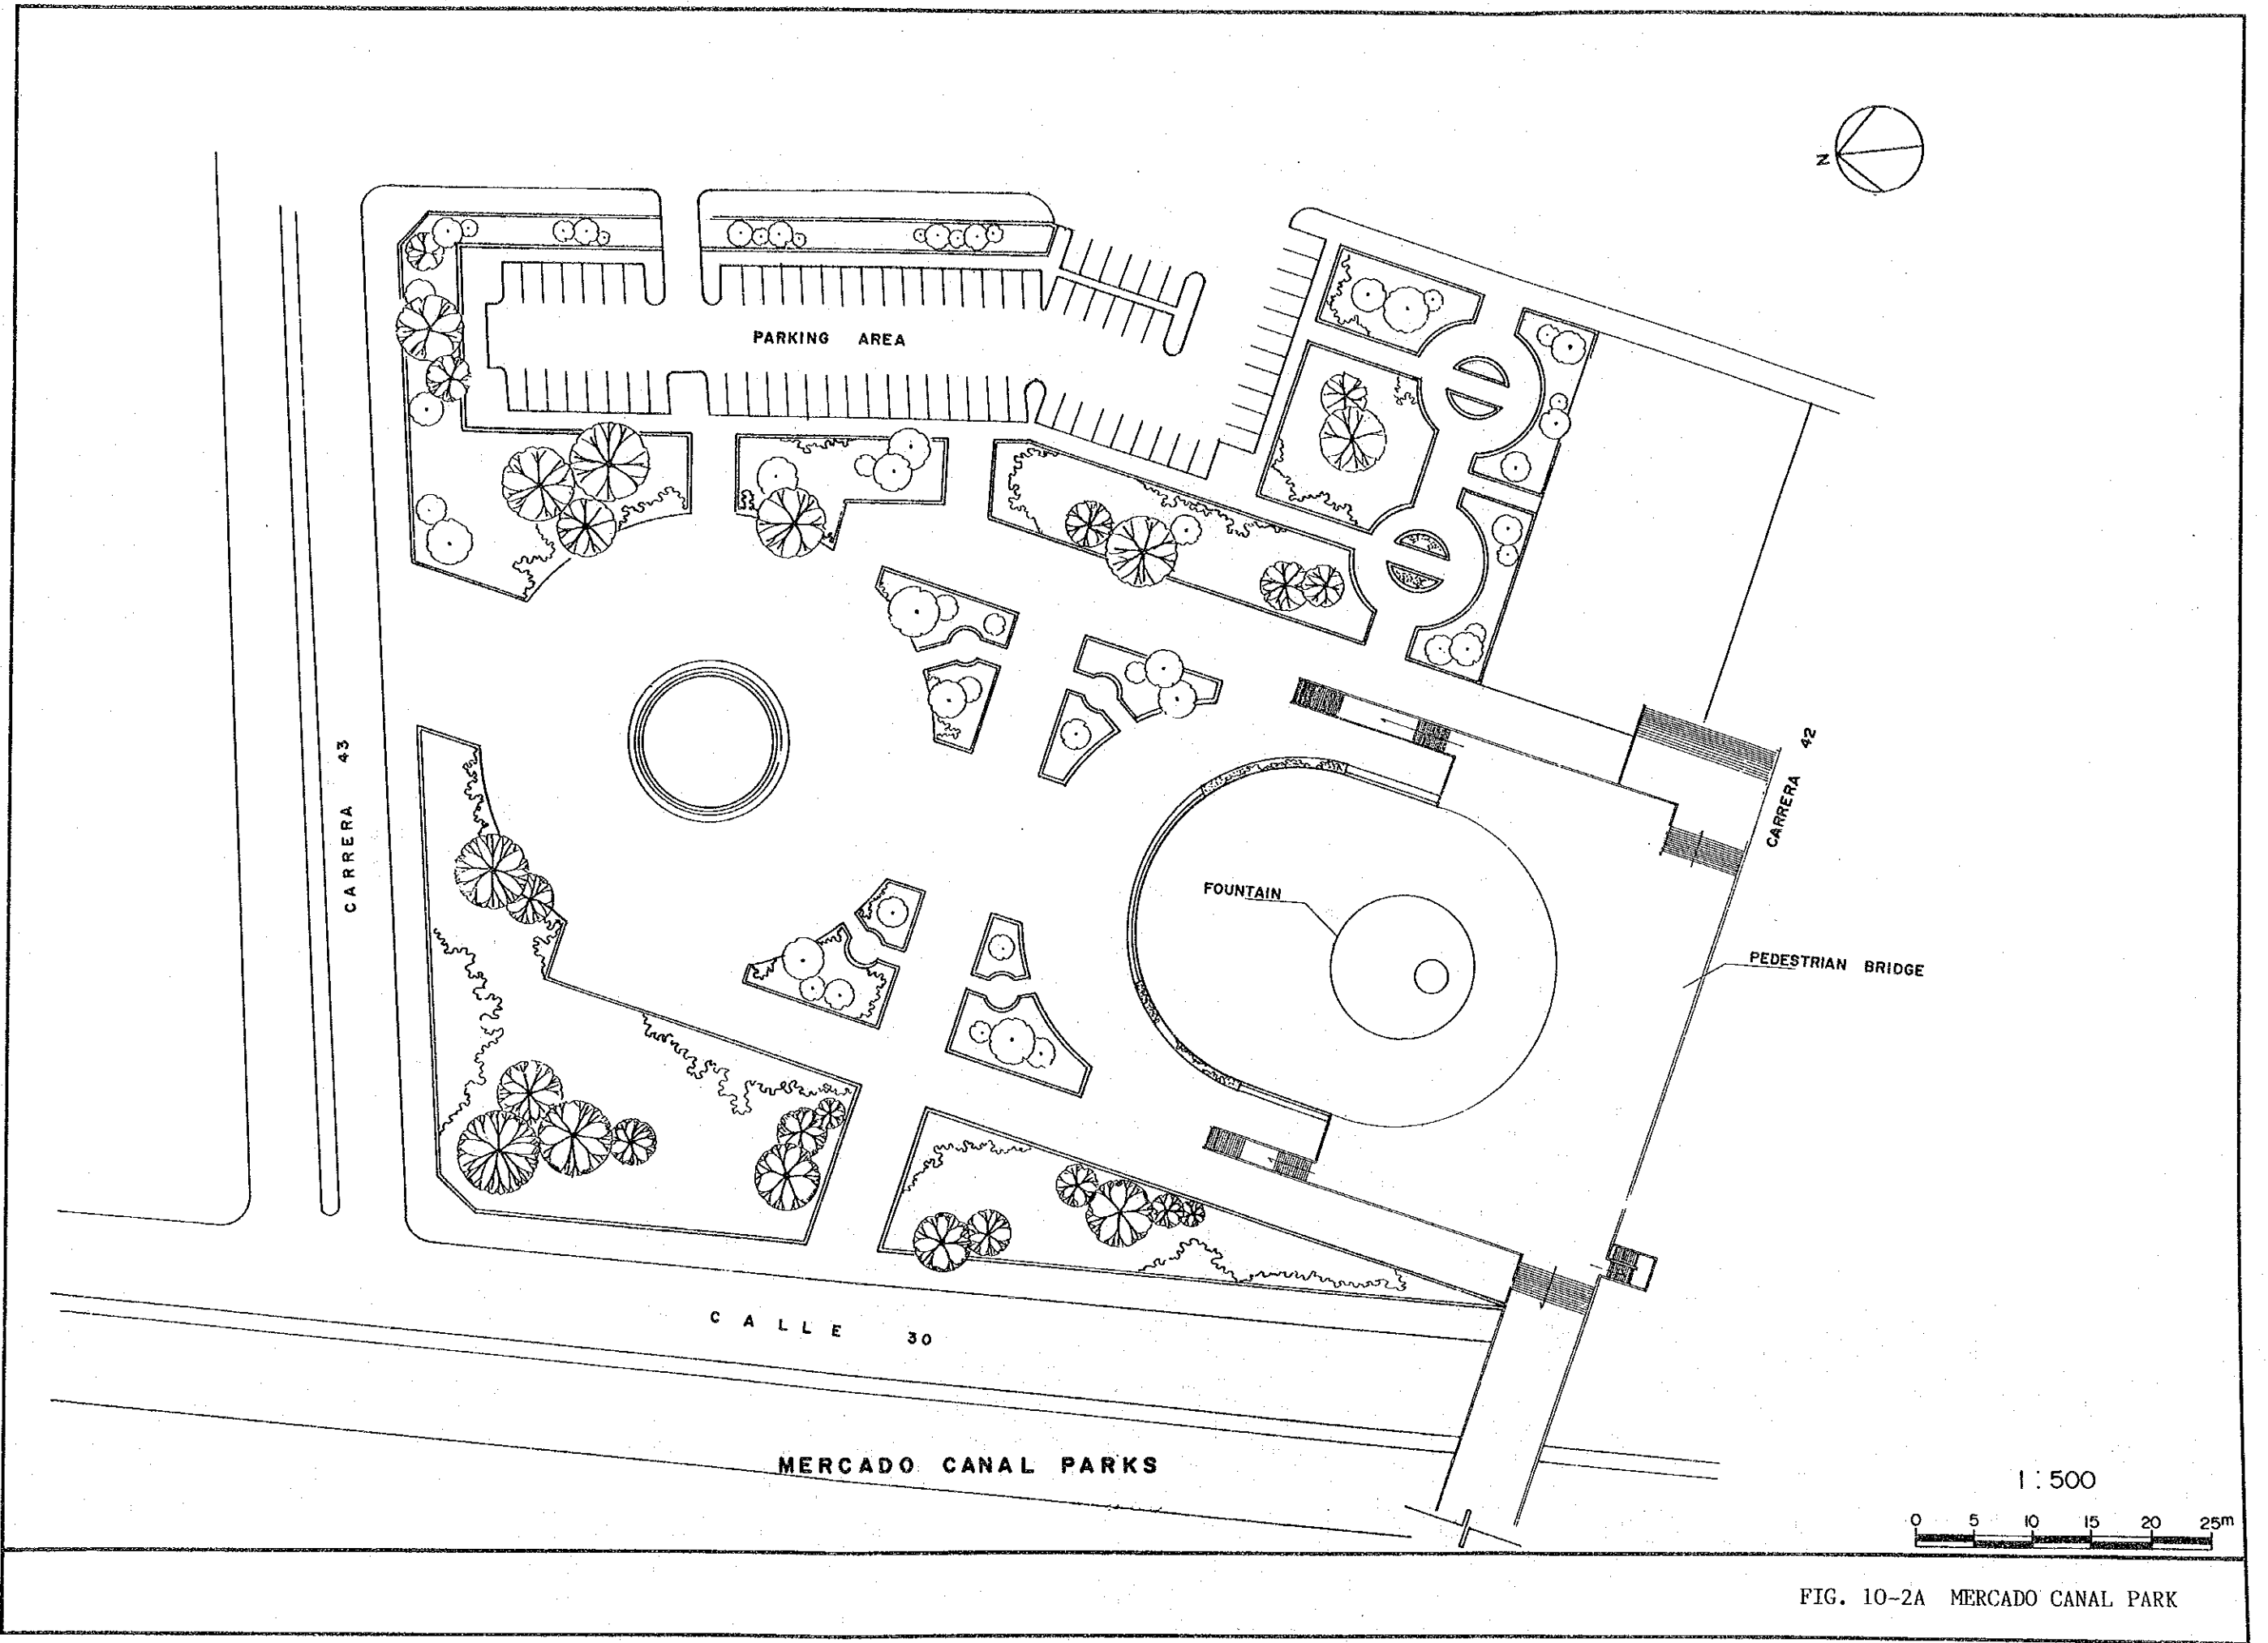 N
PARKING AREA
CARRERA 43
CARRERA 42
FOUNTAIN
PEDESTRIAN BRIDGE
CALLE 30
MERCADO CANAL PARKS
1:500
0 5 10 15 20 25m
FIG. 10-2A MERCADO CANAL PARK